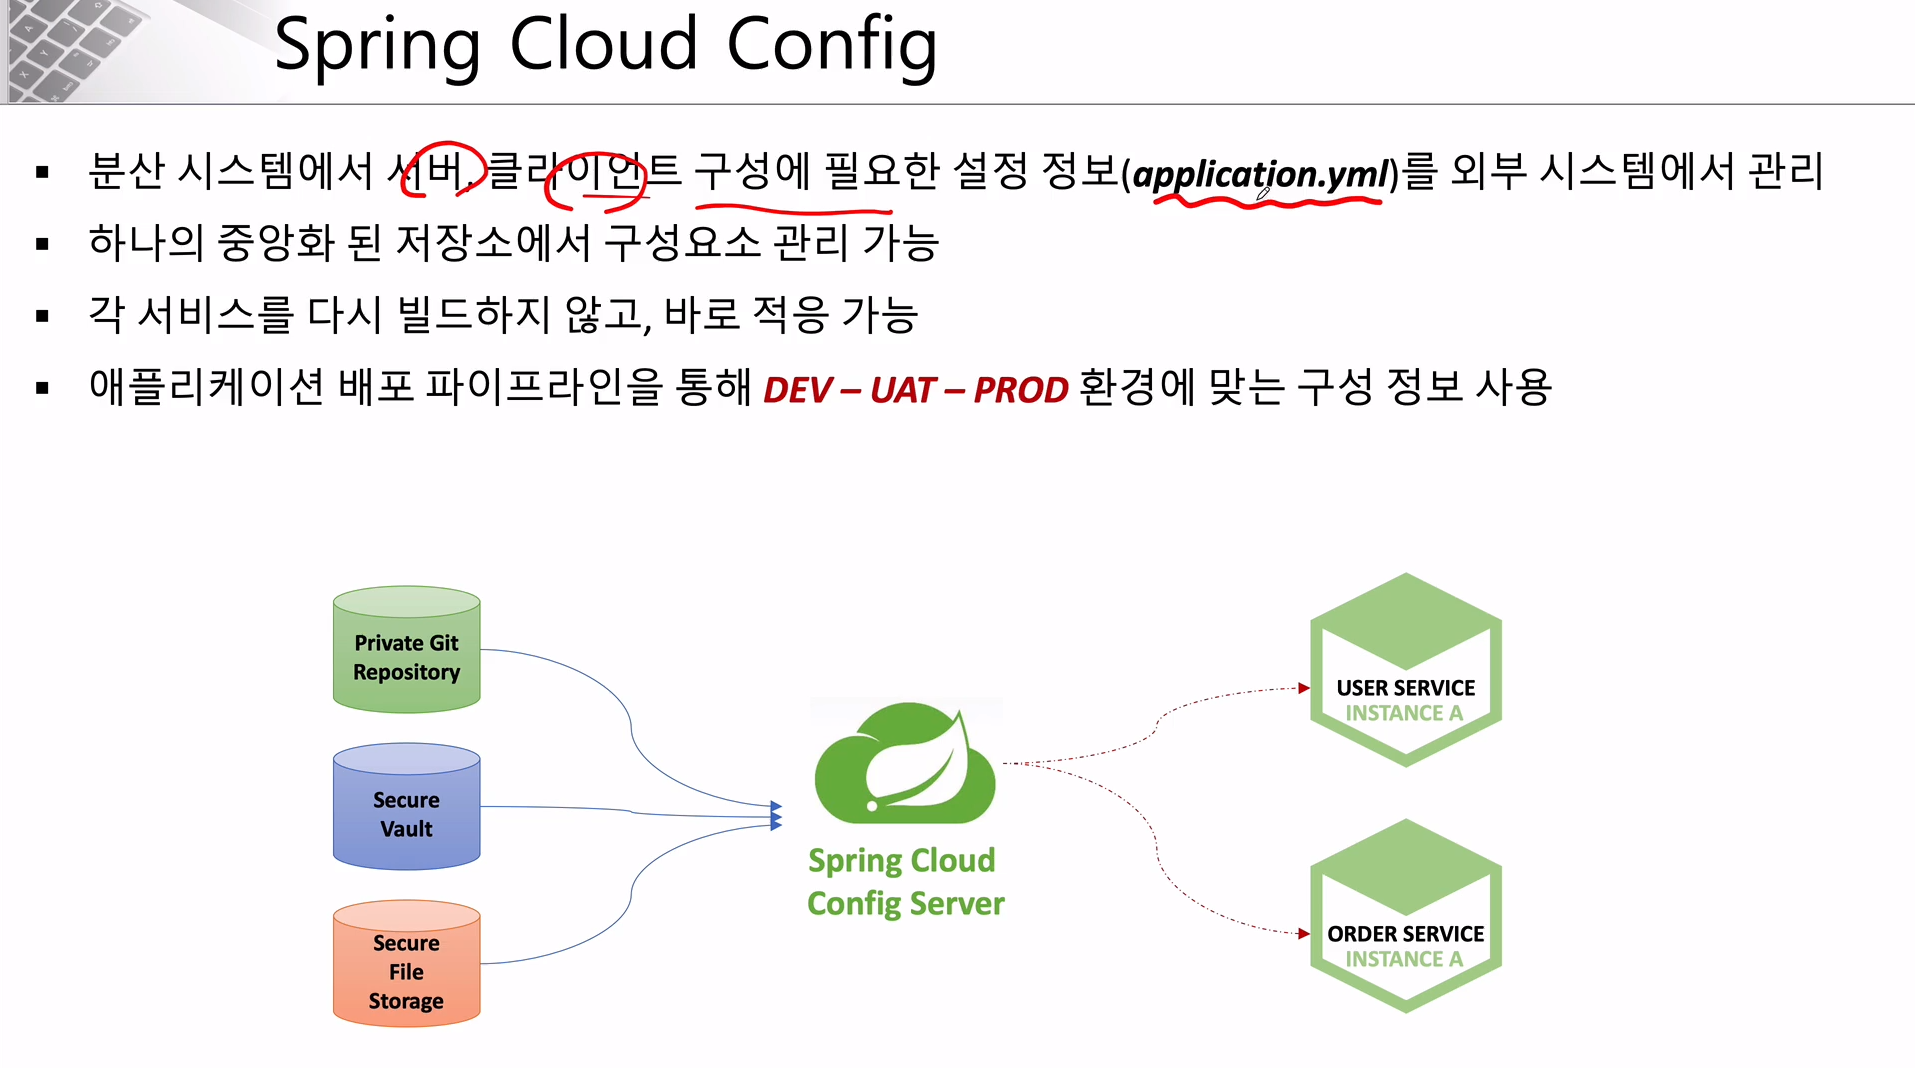 Spring Cloud Config
▪ 분산 시스템에서 서버, 클라이언트 구성에 필요한 설정 정보(application.yml)를 외부 시스템에서 관리
▪ 하나의 중앙화 된 저장소에서 구성요소 관리 가능
▪ 각 서비스를 다시 빌드하지 않고, 바로 적응 가능
▪ 애플리케이션 배포 파이프라인을 통해 DEV – UAT – PROD 환경에 맞는 구성 정보 사용
Private Git
Repository
Secure
Vault
Secure
File
Storage
Spring Cloud
Config Server
USER SERVICE
INSTANCE A
ORDER SERVICE
INSTANCE A